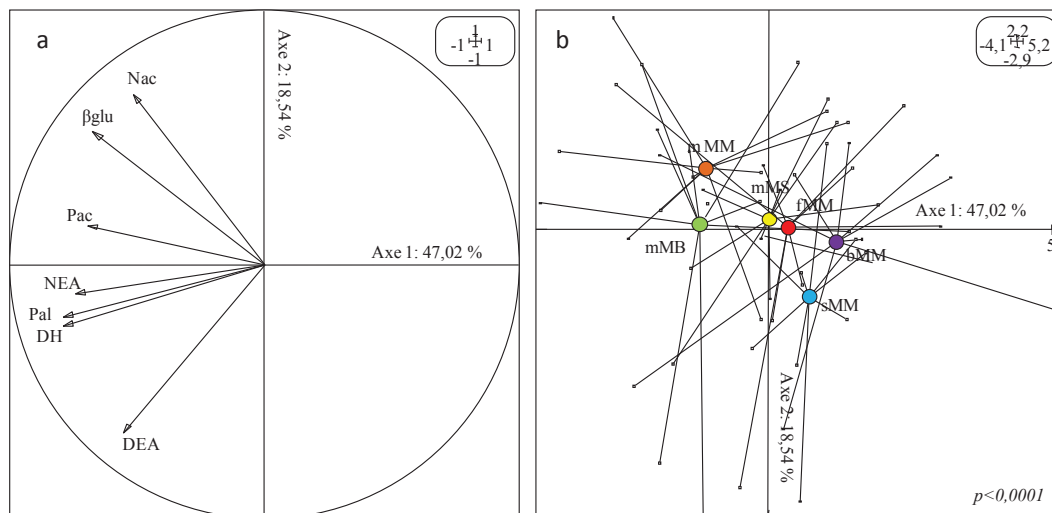 a
1
-1 1
-1
Axe 2: 18,54 %
Nac
βglu
Pac
Axe 1: 47,02 %
NEA
Pal
DH
DEA
b
2,2
-4,1 5,2
-2,9
mMM
mMS
fMM
Axe 1: 47,02 %
mMB
bMM
5
sMM
Axe 2: 18,54 %
p<0,0001